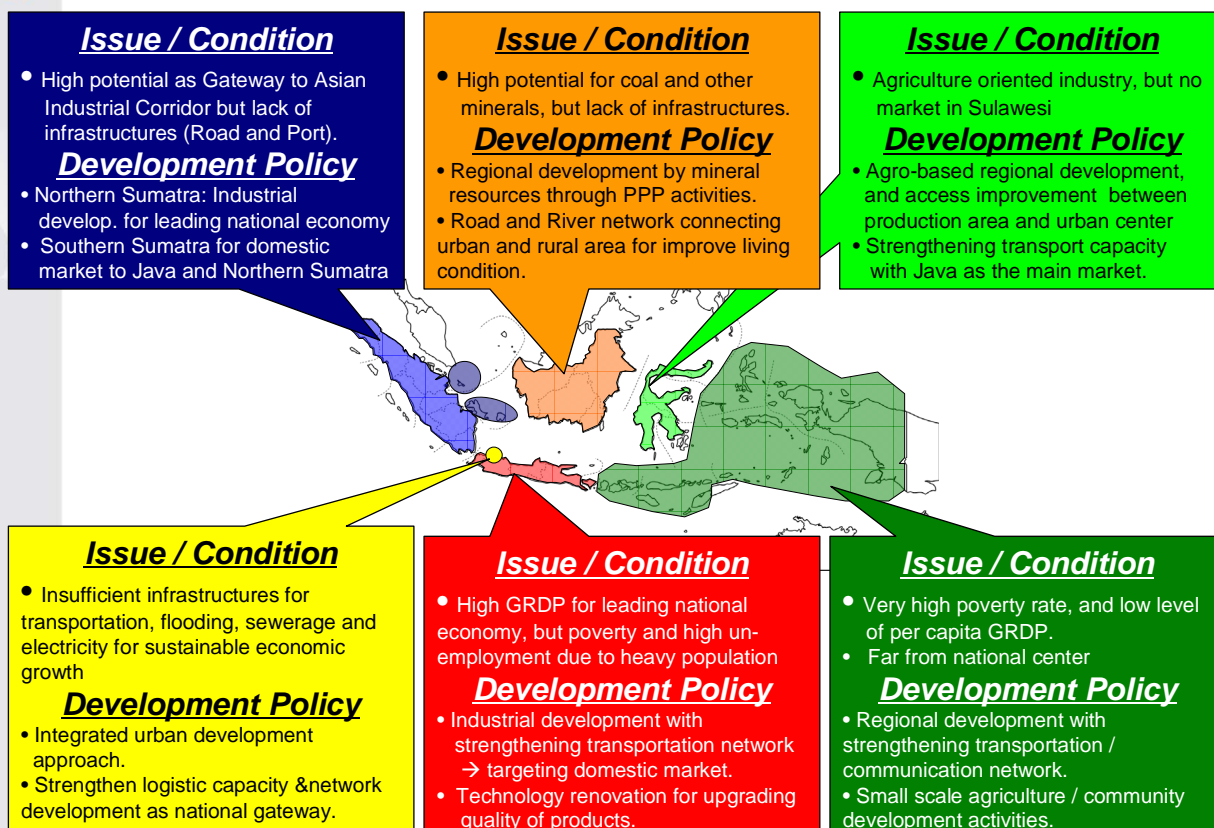 Issue / Condition
• High potential as Gateway to Asian
Industrial Corridor but lack of
infrastructures (Road and Port).
Development Policy
• Northern Sumatra: Industrial
develop. for leading national economy
• Southern Sumatra for domestic
market to Java and Northern Sumatra
Issue / Condition
• High potential for coal and other
minerals, but lack of infrastructures.
Development Policy
• Regional development by mineral
resources through PPP activities.
• Road and River network connecting
urban and rural area for improve living
condition.
Issue / Condition
• Agriculture oriented industry, but no
market in Sulawesi
Development Policy
• Agro-based regional development,
and access improvement between
production area and urban center
• Strengthening transport capacity
with Java as the main market.
Issue / Condition
• Insufficient infrastructures for
transportation, flooding, sewerage and
electricity for sustainable economic
growth
Development Policy
• Integrated urban development
approach.
• Strengthen logistic capacity &network
development as national gateway.
Issue / Condition
• High GRDP for leading national
economy, but poverty and high un-
employment due to heavy population
Development Policy
• Industrial development with
strengthening transportation network
→ targeting domestic market.
• Technology renovation for upgrading
quality of products.
Issue / Condition
• Very high poverty rate, and low level
of per capita GRDP.
• Far from national center
Development Policy
• Regional development with
strengthening transportation /
communication network.
• Small scale agriculture / community
development activities.